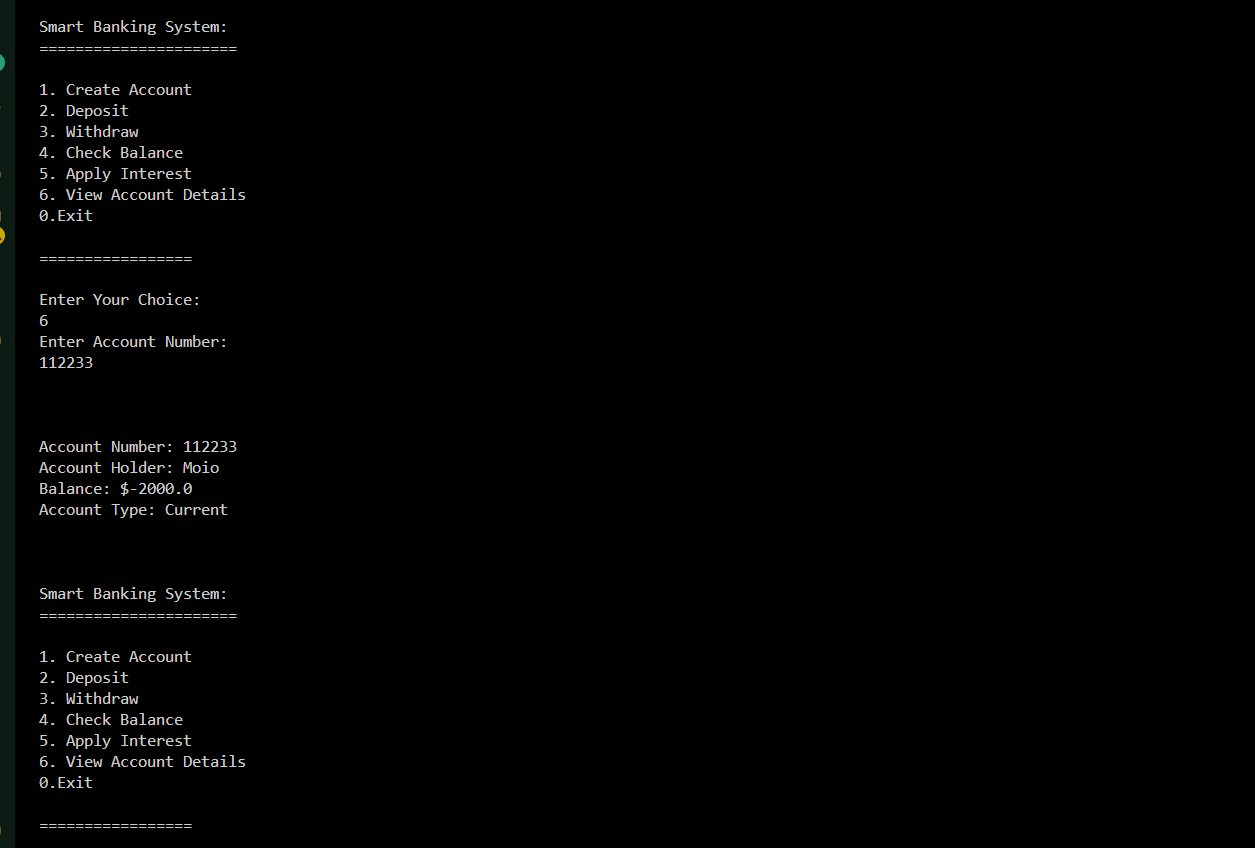 Smart Banking System:
======================
1. Create Account
2. Deposit
3. Withdraw
4. Check Balance
5. Apply Interest
6. View Account Details
0.Exit
=================
Enter Your Choice:
6
Enter Account Number:
112233
Account Number: 112233
Account Holder: Moio
Balance: $-2000.0
Account Type: Current
Smart Banking System:
======================
1. Create Account
2. Deposit
3. Withdraw
4. Check Balance
5. Apply Interest
6. View Account Details
0.Exit
=================